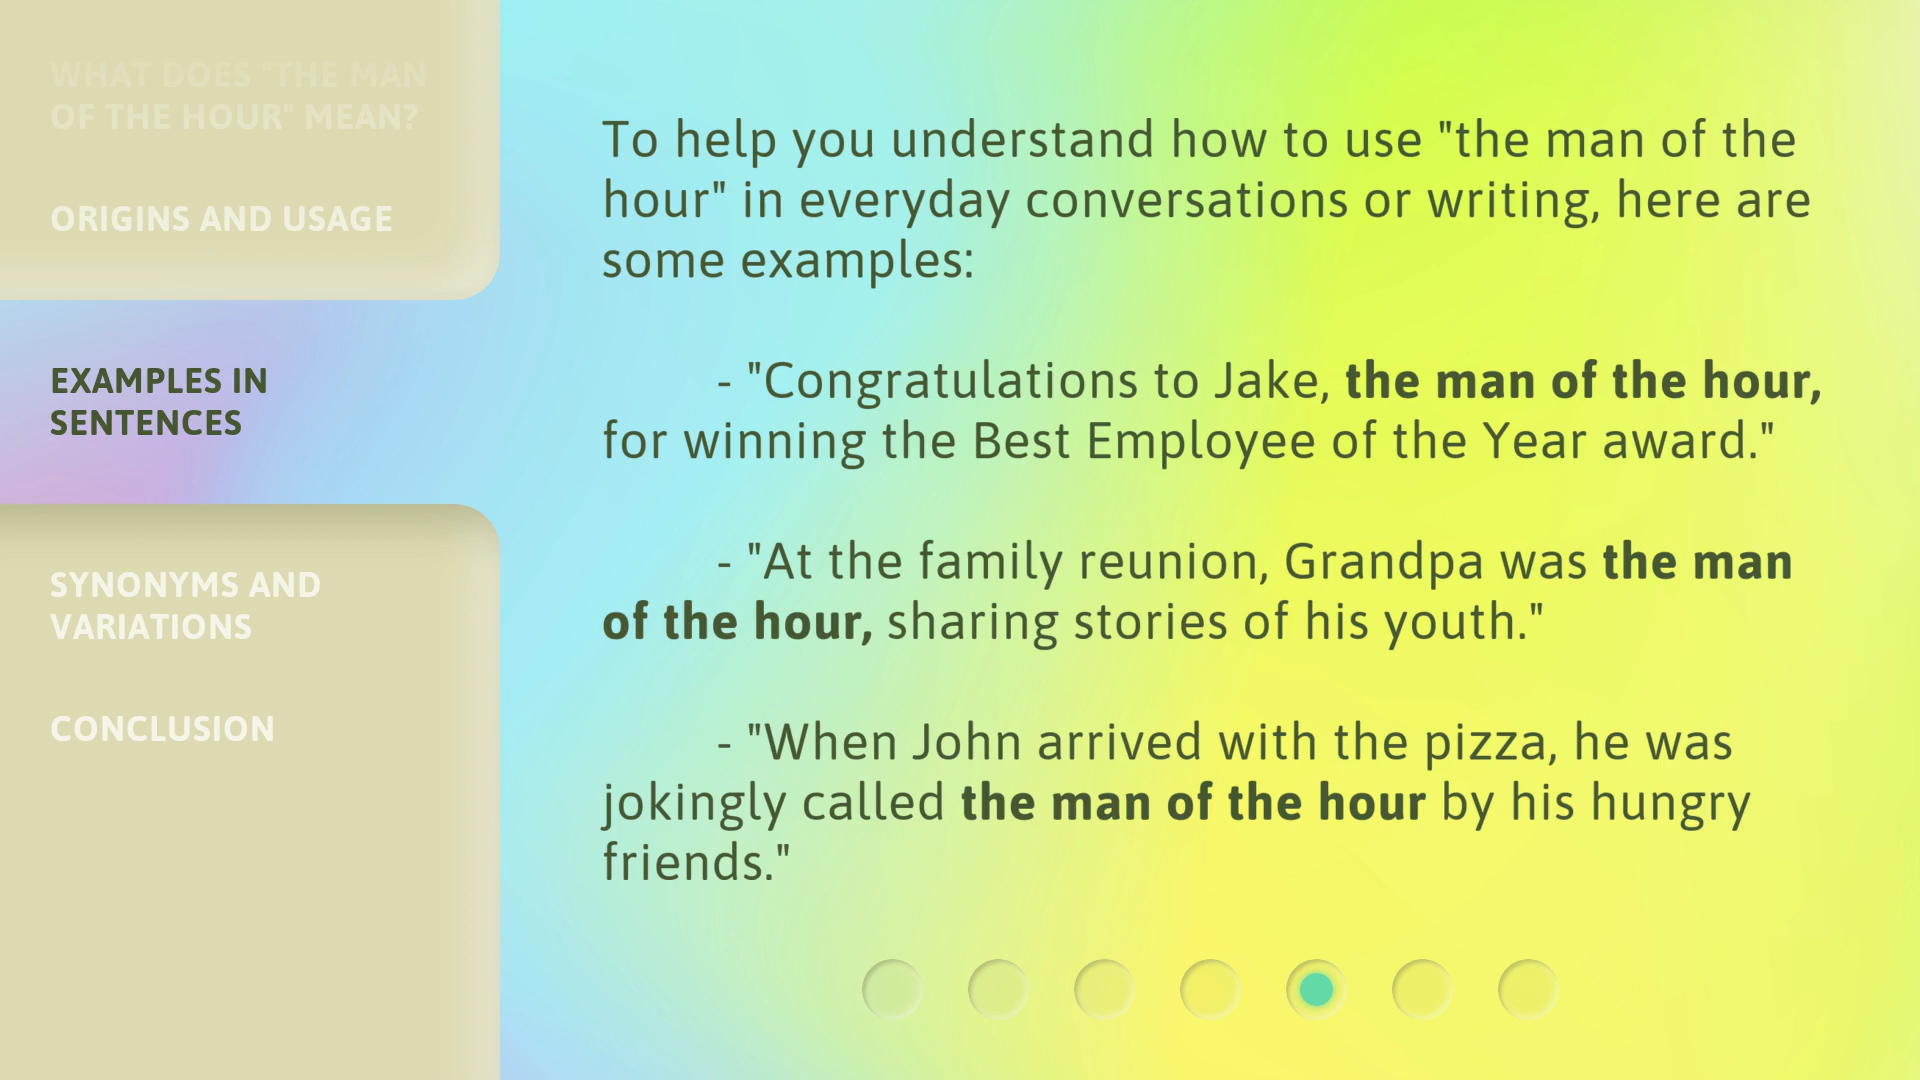 WHAT DOES "THE MAN
OF THE HOUR" MEAN?
ORIGINS AND USAGE
EXAMPLES IN
SENTENCES
SYNONYMS AND
VARIATIONS
CONCLUSION
To help you understand how to use "the man of the
hour" in everyday conversations or writing, here are
some examples:
- "Congratulations to Jake, the man of the hour,
for winning the Best Employee of the Year award."
- "At the family reunion, Grandpa was the man
of the hour, sharing stories of his youth."
- "When John arrived with the pizza, he was
jokingly called the man of the hour by his hungry
friends."